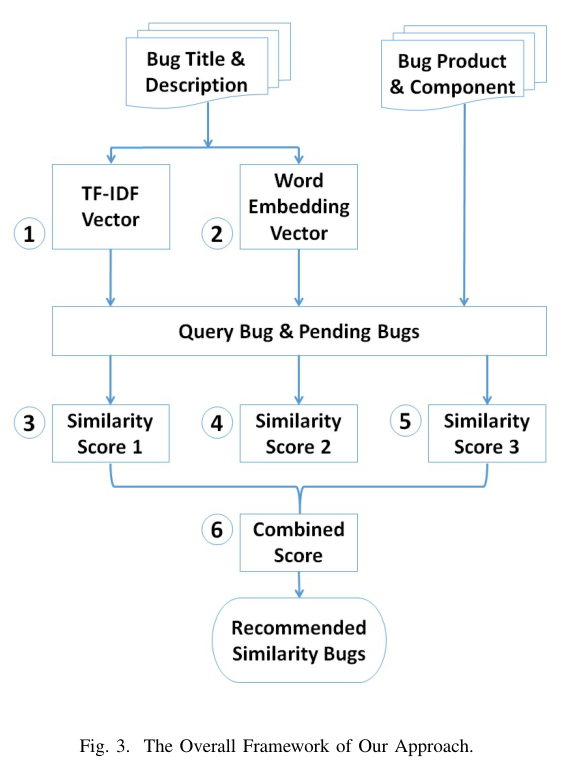 Bug Title &
Description
Bug Product
& Component
TF-IDF
Vector
1
Word
Embedding
Vector
2
Query Bug & Pending Bugs
3
Similarity
Score 1
4
Similarity
Score 2
5
Similarity
Score 3
6
Combined
Score
Recommended
Similarity Bugs
Fig. 3. The Overall Framework of Our Approach.